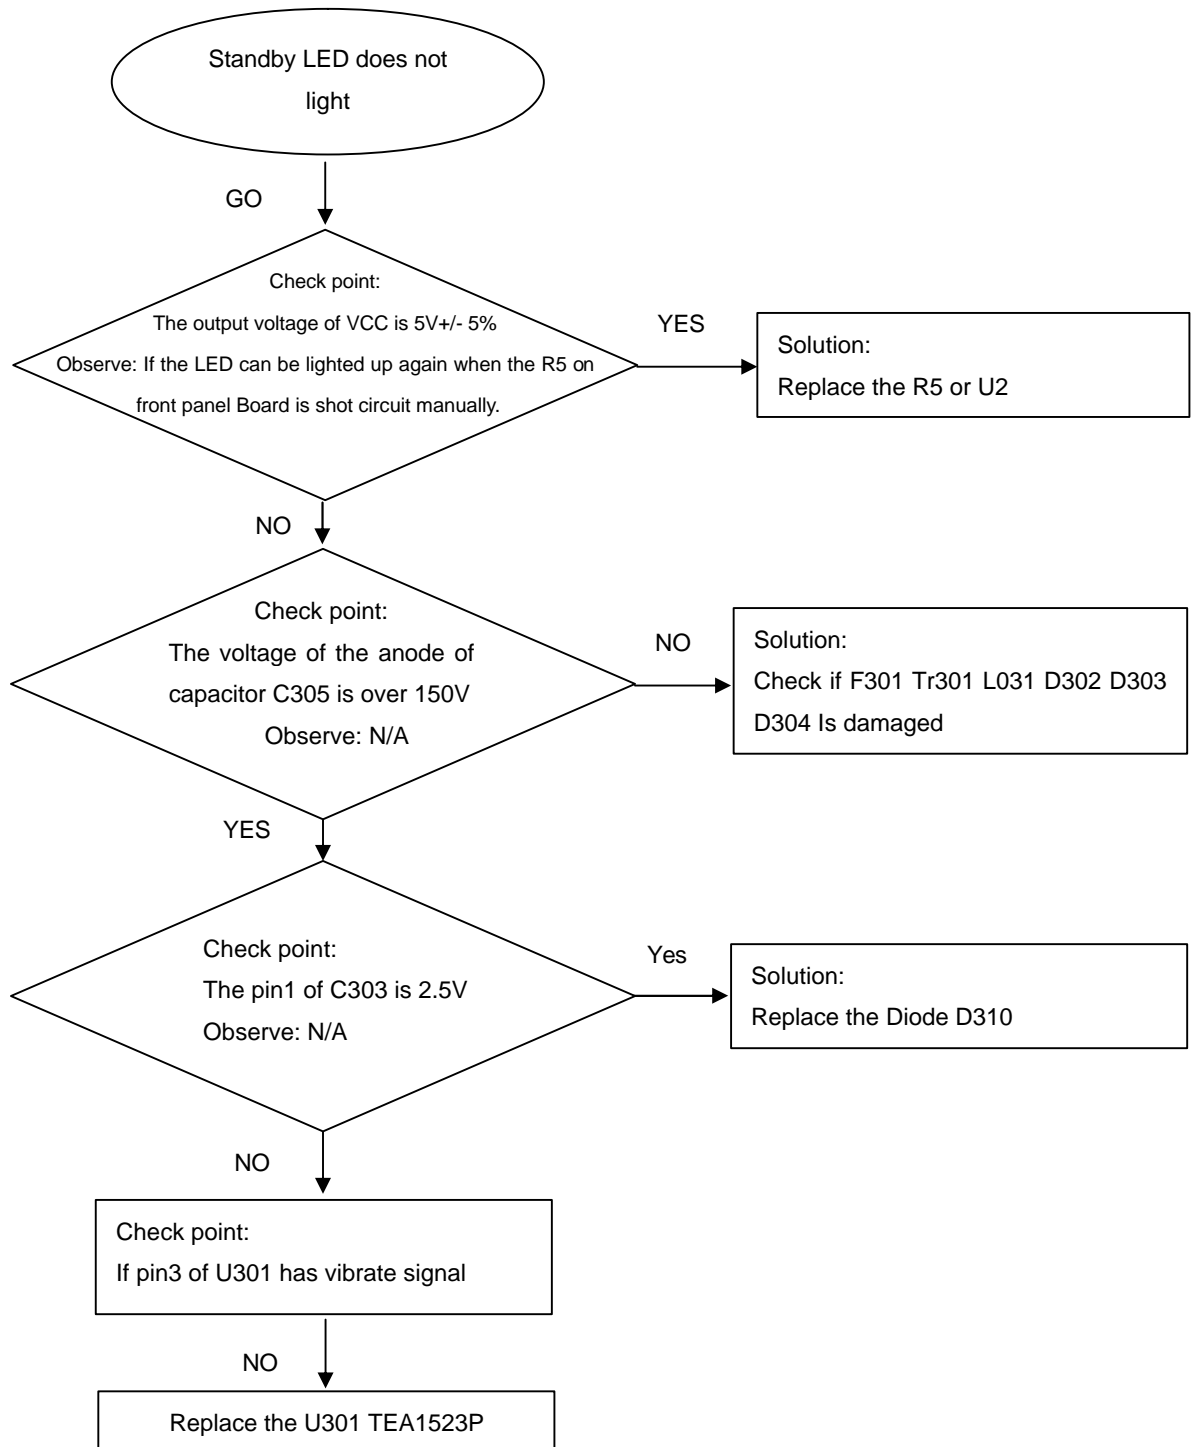 Standby LED does not
light
GO
Check point:
The output voltage of VCC is 5V+/- 5%
Observe: If the LED can be lighted up again when the R5 on
front panel Board is shot circuit manually.
YES
Solution:
Replace the R5 or U2
NO
Check point:
The voltage of the anode of
capacitor C305 is over 150V
Observe: N/A
NO
Solution:
Check if F301 Tr301 L031 D302 D303
D304 Is damaged
YES
Check point:
The pin1 of C303 is 2.5V
Observe: N/A
Yes
Solution:
Replace the Diode D310
NO
Check point:
If pin3 of U301 has vibrate signal
NO
Replace the U301 TEA1523P